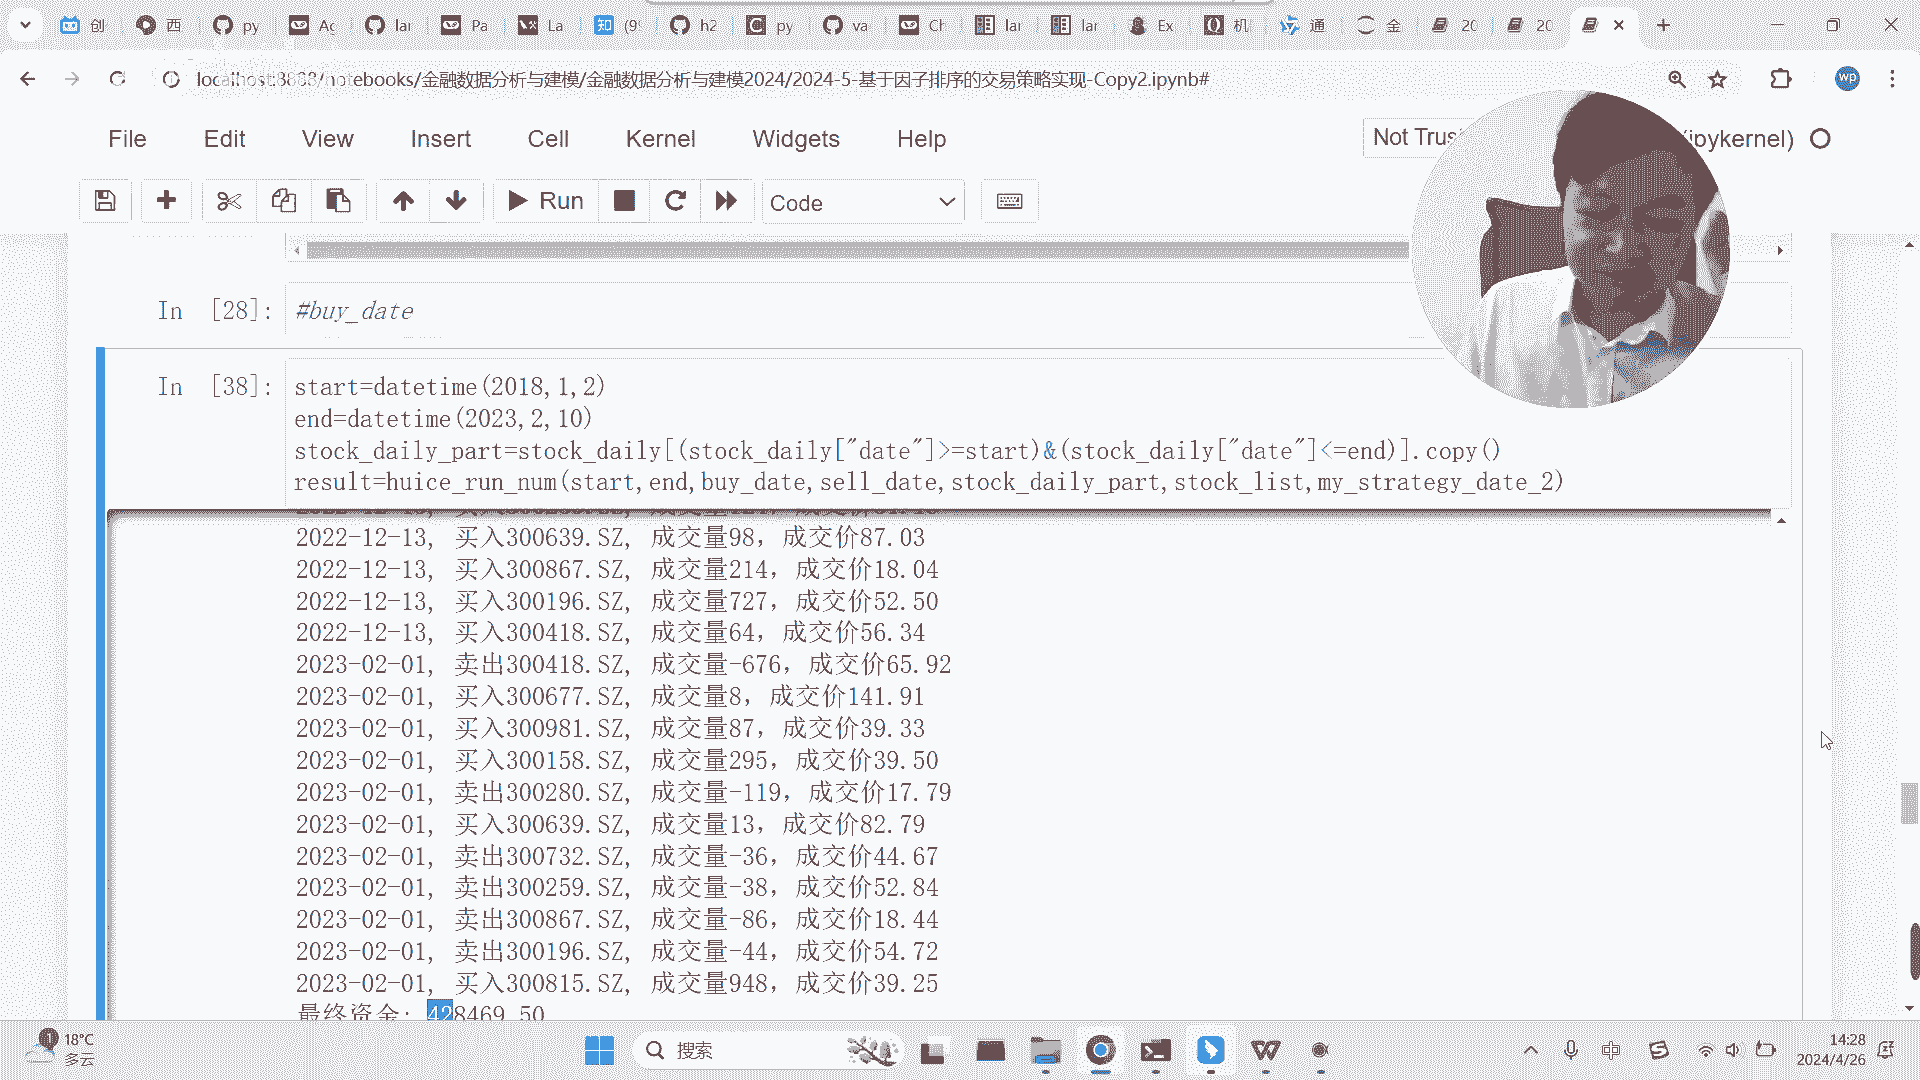 创 西 py Ag lar Pa La (9 h2 py va Ch lar lar Ex 机 通 金 20 20
localhost:8888/notebooks/金融数据分析与建模/金融数据分析与建模2024/2024-5-基于因子排序的交易策略实现-Copy2.ipynb#
wp
File Edit View Insert Cell Kernel Widgets Help Not Trus (ipykernel)
Run Code
In [28]: #buy_date
In [38]: start=datetime(2018,1,2)
end=datetime(2023,2,10)
stock_daily_part=stock_daily[(stock_daily["date"]>=start)&(stock_daily["date"]<=end)].copy()
result=huice_run_num(start,end,buy_date,sell_date,stock_daily_part,stock_list,my_strategy_date_2)
2022-12-13, 买入300639.SZ, 成交量98, 成交价87.03
2022-12-13, 买入300867.SZ, 成交量214, 成交价18.04
2022-12-13, 买入300196.SZ, 成交量727, 成交价52.50
2022-12-13, 买入300418.SZ, 成交量64, 成交价56.34
2023-02-01, 卖出300418.SZ, 成交量-676, 成交价65.92
2023-02-01, 买入300677.SZ, 成交量8, 成交价141.91
2023-02-01, 买入300981.SZ, 成交量87, 成交价39.33
2023-02-01, 买入300158.SZ, 成交量295, 成交价39.50
2023-02-01, 卖出300280.SZ, 成交量-119, 成交价17.79
2023-02-01, 买入300639.SZ, 成交量13, 成交价82.79
2023-02-01, 卖出300732.SZ, 成交量-36, 成交价44.67
2023-02-01, 卖出300259.SZ, 成交量-38, 成交价52.84
2023-02-01, 卖出300867.SZ, 成交量-86, 成交价18.44
2023-02-01, 卖出300196.SZ, 成交量-44, 成交价54.72
2023-02-01, 买入300815.SZ, 成交量948, 成交价39.25
最终资金: 428469.50
1 18°C
多云
搜索
中
14:28
2024/4/26